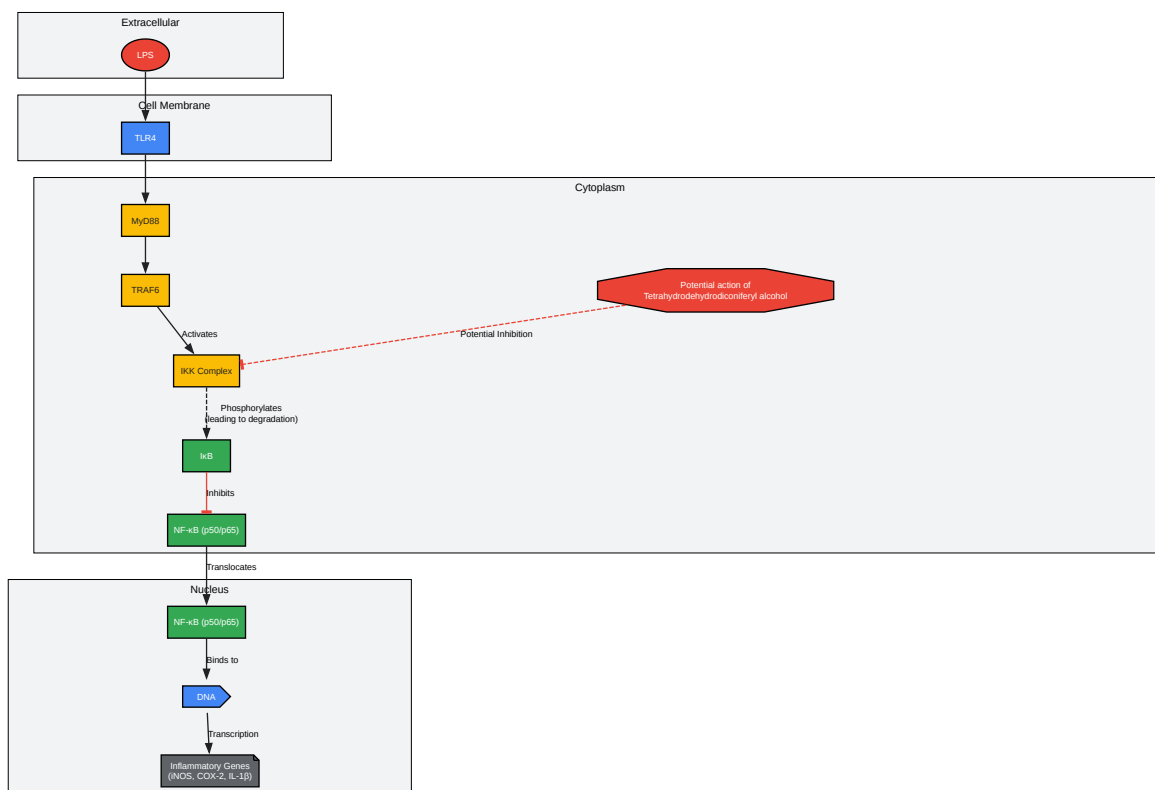 Extracellular
LPS
Cell Membrane
TLR4
Cytoplasm
MyD88
TRAF6
Potential action of
Tetrahydrodehydrodiconiferyl alcohol
Activates
Potential Inhibition
IKK Complex
Phosphorylates
(leading to degradation)
IκB
Inhibits
NF-κB (p50/p65)
Translocates
Nucleus
NF-κB (p50/p65)
Binds to
DNA
Transcription
Inflammatory Genes
(iNOS, COX-2, IL-1β)